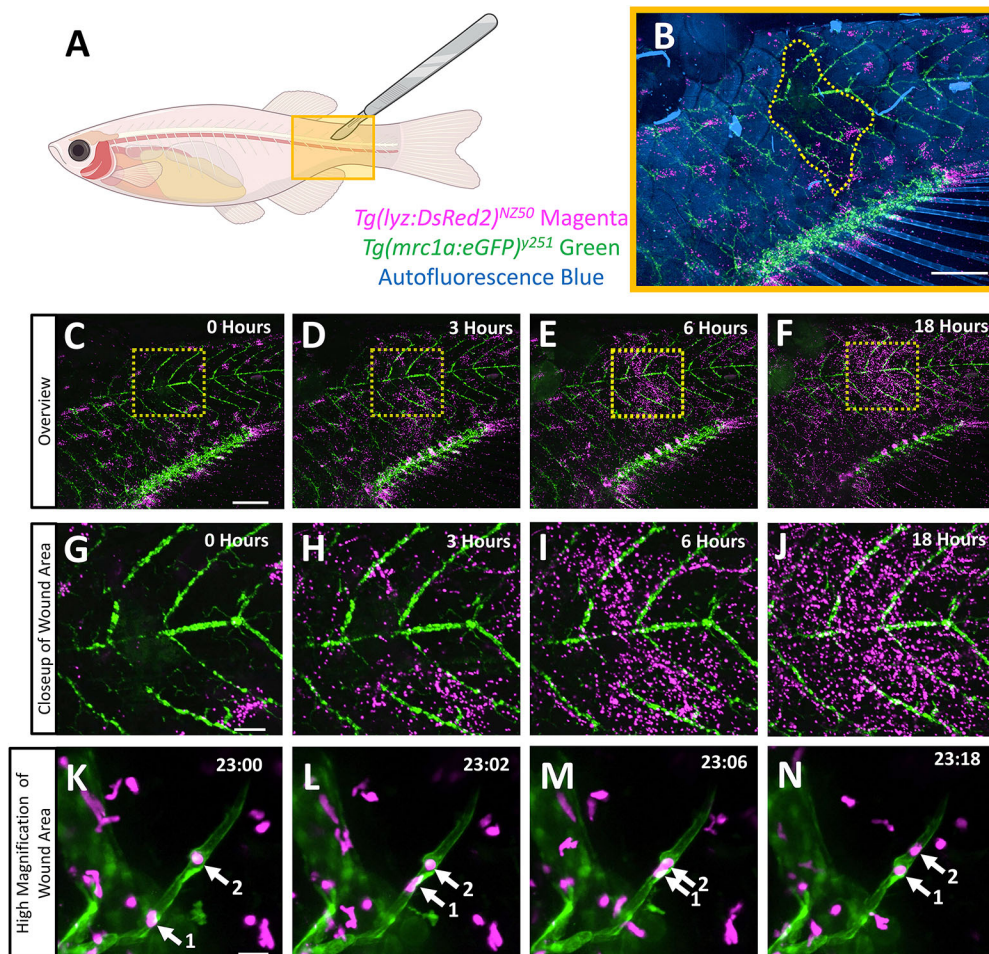 A
B
Tg(lyz:DsRed2)^NZ50 Magenta
Tg(mrc1a:eGFP)^y251 Green
Autofluorescence Blue
Overview
C
0 Hours
D
3 Hours
E
6 Hours
F
18 Hours
Closeup of Wound Area
G
0 Hours
H
3 Hours
I
6 Hours
J
18 Hours
High Magnification of
Wound Area
K
23:00
2
1
L
23:02
2
1
M
23:06
2
1
N
23:18
2
1